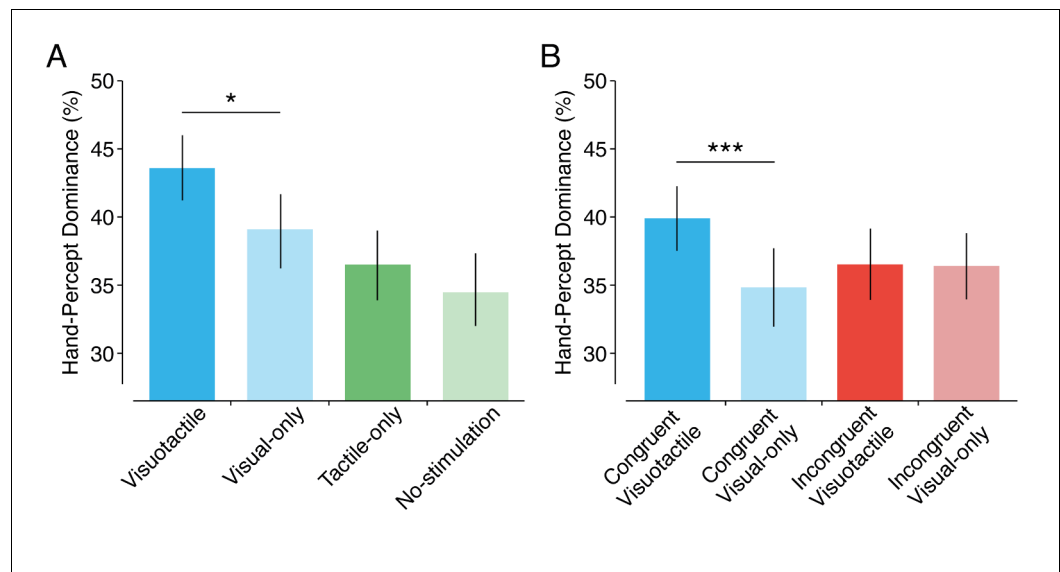 A
B
Hand-Percept Dominance (%)
50
45
40
35
30
*
Visuotactile
Visual-only
Tactile-only
No-stimulation
Hand-Percept Dominance (%)
50
45
40
35
30
***
Congruent
Visuotactile
Congruent
Visual-only
Incongruent
Visuotactile
Incongruent
Visual-only